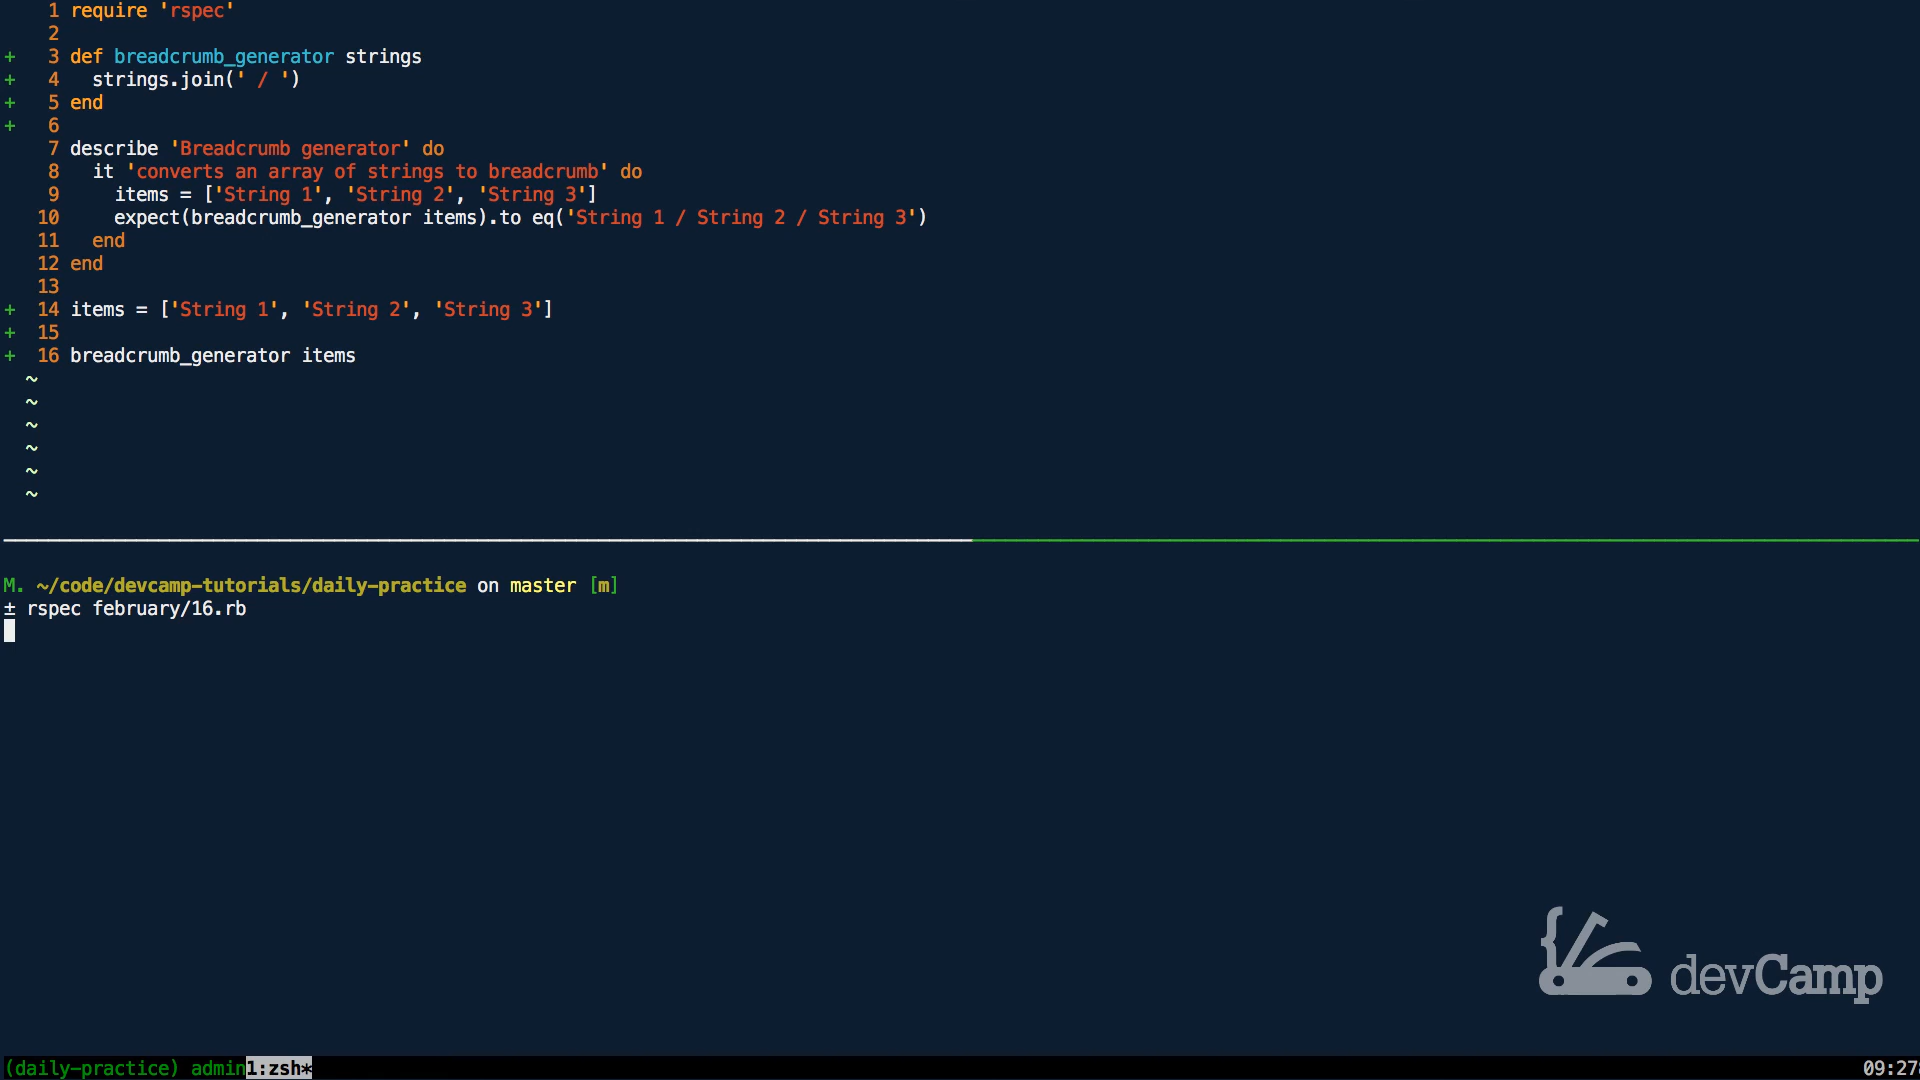 1 require 'rspec'
2
+ 3 def breadcrumb_generator strings
+ 4   strings.join(' / ')
+ 5 end
+ 6
7 describe 'Breadcrumb generator' do
8   it 'converts an array of strings to breadcrumb' do
9     items = ['String 1', 'String 2', 'String 3']
10     expect(breadcrumb_generator items).to eq('String 1 / String 2 / String 3')
11   end
12 end
13
+ 14 items = ['String 1', 'String 2', 'String 3']
+ 15
+ 16 breadcrumb_generator items
~
~
~
~
~
~
M. ~/code/devcamp-tutorials/daily-practice on master [m]
± rspec february/16.rb
devCamp
(daily-practice) admin1:zsh* 09:27